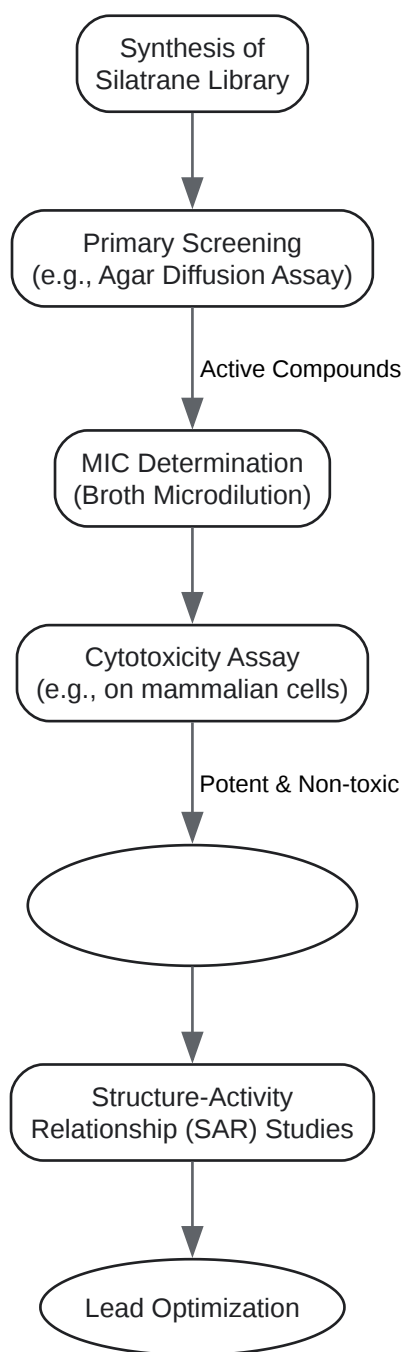 Synthesis of
Silatrane Library
Primary Screening
(e.g., Agar Diffusion Assay)
Active Compounds
MIC Determination
(Broth Microdilution)
Cytotoxicity Assay
(e.g., on mammalian cells)
Potent & Non-toxic
Structure-Activity
Relationship (SAR) Studies
Lead Optimization